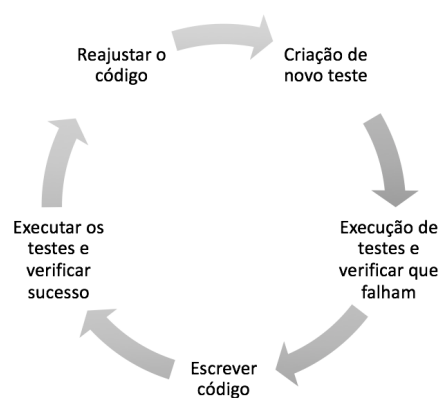 Reajustar o
código
Criação de
novo teste
Execução de
testes e
verificar que
falham
Escrever
código
Executar os
testes e
verificar
sucesso